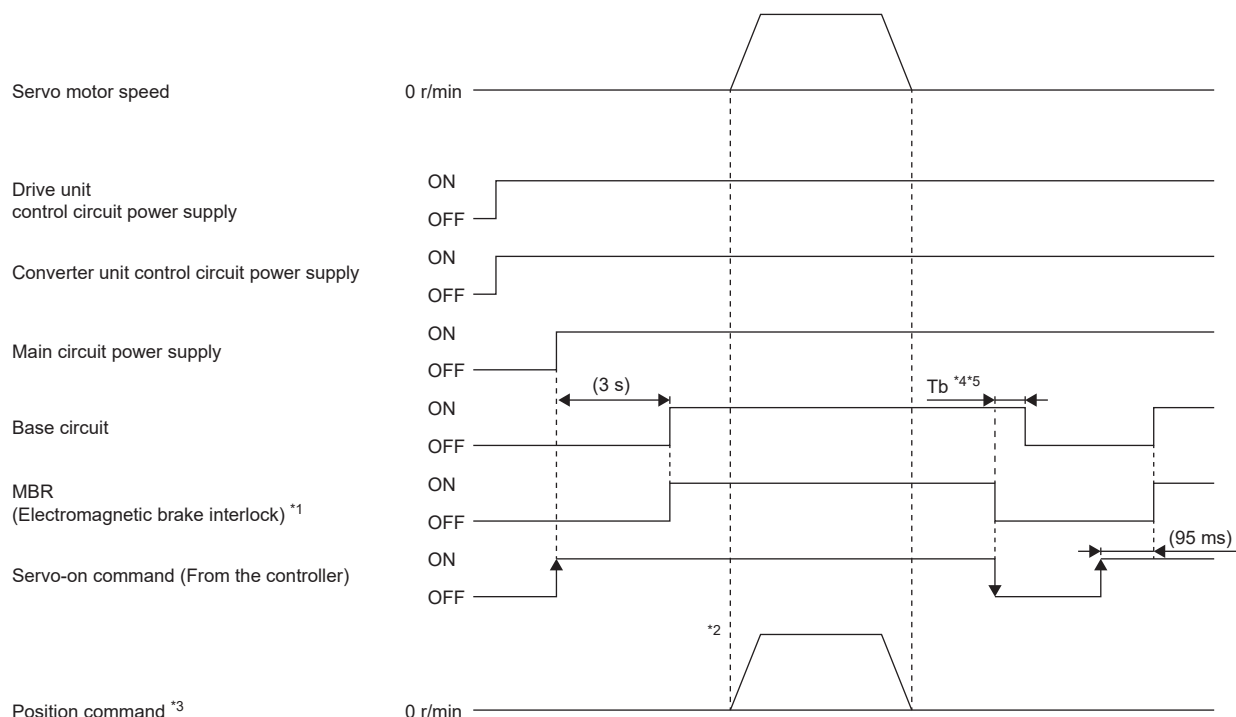 Servo motor speed 0 r/min
Drive unit
control circuit power supply
ON
OFF
Converter unit control circuit power supply
ON
OFF
Main circuit power supply
ON
OFF
(3 s)
Tb *4*5
Base circuit
ON
OFF
MBR
(Electromagnetic brake interlock) *1
ON
OFF
(95 ms)
Servo-on command (From the controller)
ON
OFF
*2
Position command *3 0 r/min